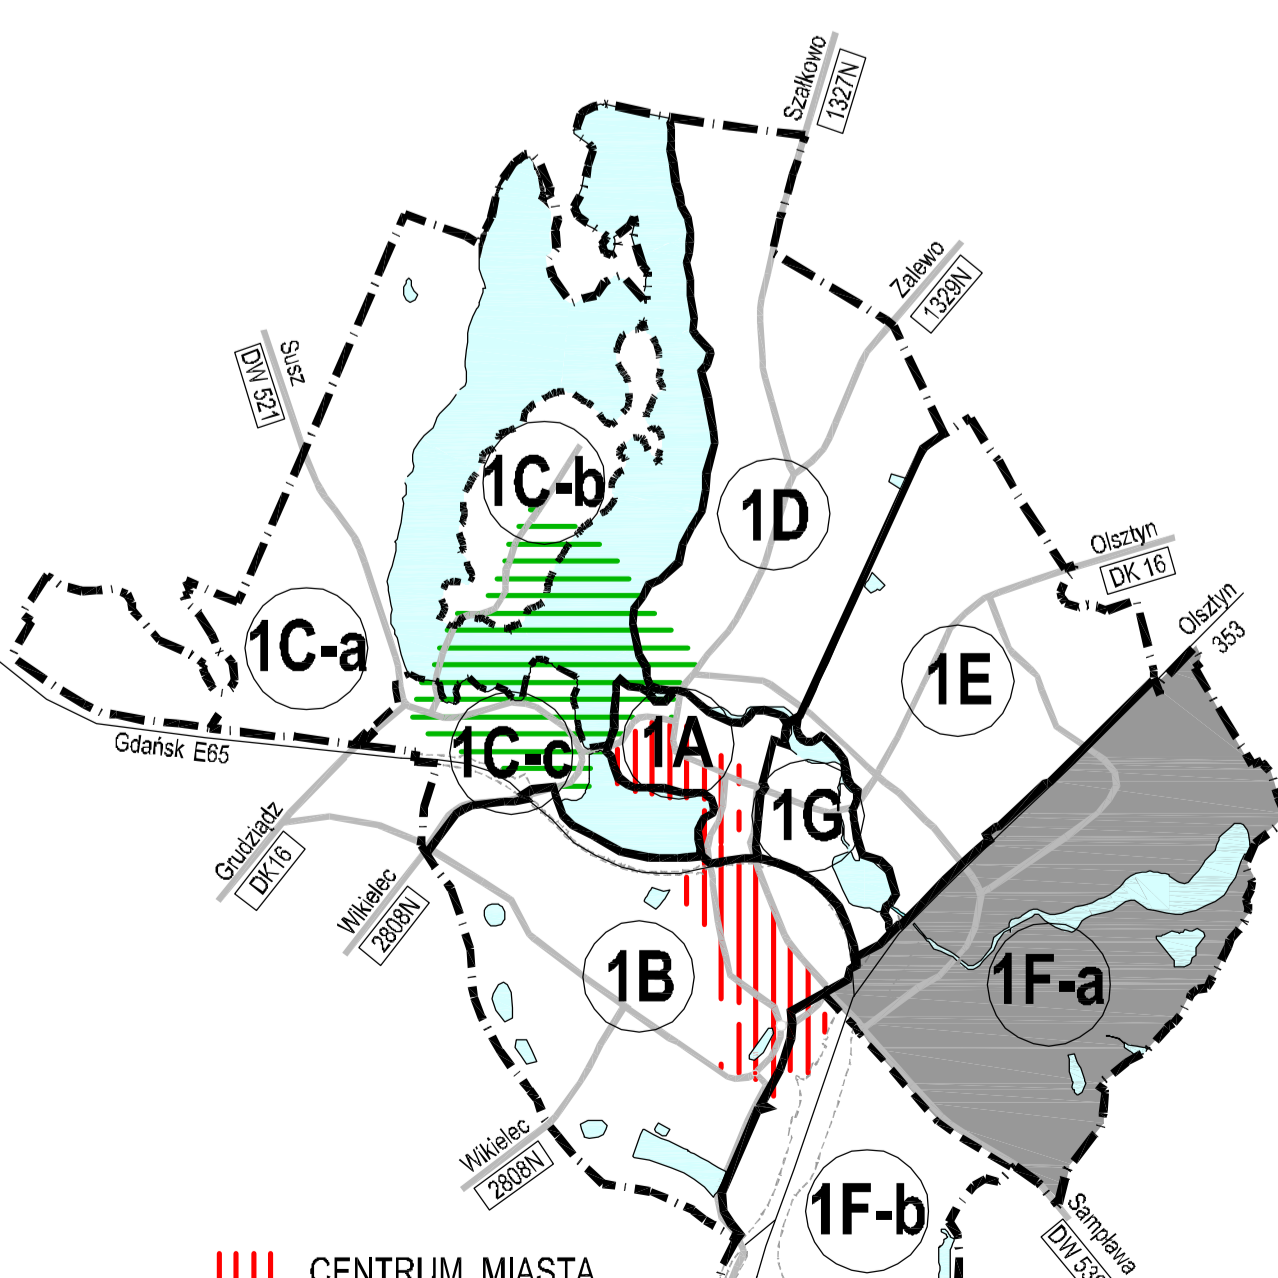 Szałkowo
1327N
Zalewo
1329N
Susz
DW 521
1C-b
1D
Olsztyn
DK 16
Olsztyn
353
1C-a
1E
Gdańsk E65
1C-c
1A
1G
Grudziądz
DK16
Wikielec
2808N
1B
1F-a
Wikielec
2808N
1F-b
Sampława
CENTRUM MIASTA